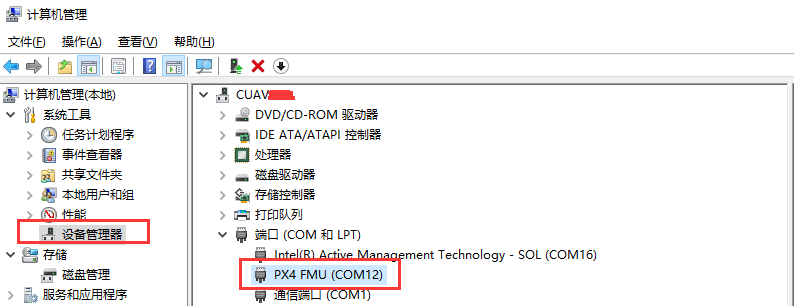 计算机管理
文件(F) 操作(A) 查看(V) 帮助(H)
计算机管理(本地)
系统工具
任务计划程序
事件查看器
共享文件夹
本地用户和组
性能
设备管理器
存储
磁盘管理
服务和应用程序
CUAV
DVD/CD-ROM 驱动器
IDE ATA/ATAPI 控制器
处理器
磁盘驱动器
存储控制器
打印队列
端口 (COM 和 LPT)
Intel(R) Active Management Technology - SOL (COM16)
PX4 FMU (COM12)
通信端口 (COM1)